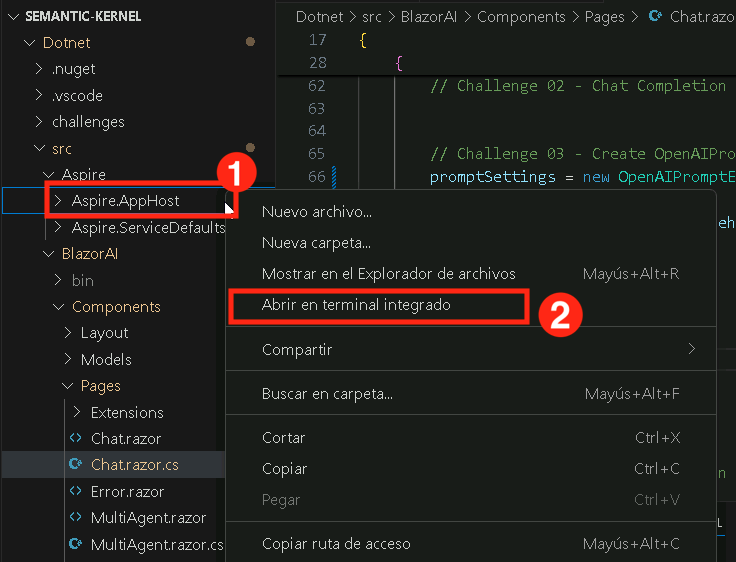 SEMANTIC-KERNEL
Dotnet
.nuget
.vscode
challenges
src
Aspire
1
Aspire.AppHost
Aspire.ServiceDefaults
BlazorAI
bin
Components
Layout
Models
Pages
Extensions
Chat.razor
Chat.razor.cs
Error.razor
MultiAgent.razor
MultiAgent.razor.cs
Dotnet > src > BlazorAI > Components > Pages > Chat.razo
17 {
28 {
62 // Challenge 02 - Chat Completion
63
64
65 // Challenge 03 - Create OpenAIPro
66 promptSettings = new OpenAIPromptE
eh
Nuevo archivo...
Nueva carpeta...
Mostrar en el Explorador de archivos Mayús+Alt+R
Abrir en terminal integrado
2
Compartir
Buscar en carpeta... Mayús+Alt+F
Cortar Ctrl+X
Copiar Ctrl+C
Pegar Ctrl+V
Copiar ruta de acceso Mayús+Alt+C
n
L